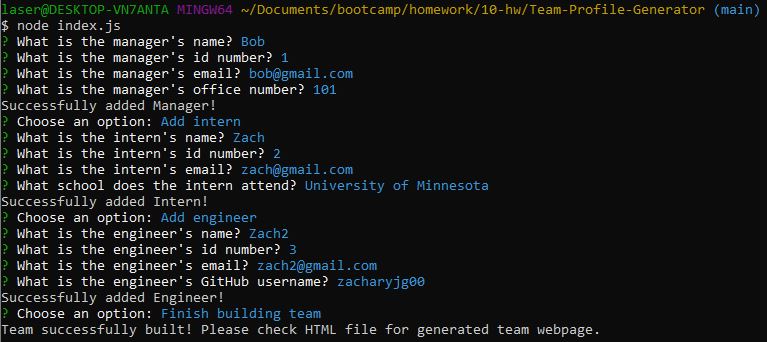 laser@DESKTOP-VN7ANTA MINGW64 ~/Documents/bootcamp/homework/10-hw/Team-Profile-Generator (main)
$ node index.js
? What is the manager's name? Bob
? What is the manager's id number? 1
? What is the manager's email? bob@gmail.com
? What is the manager's office number? 101
Successfully added Manager!
? Choose an option: Add intern
? What is the intern's name? Zach
? What is the intern's id number? 2
? What is the intern's email? zach@gmail.com
? What school does the intern attend? University of Minnesota
Successfully added Intern!
? Choose an option: Add engineer
? What is the engineer's name? Zach2
? What is the engineer's id number? 3
? What is the engineer's email? zach2@gmail.com
? What is the engineer's GitHub username? zacharyjg00
Successfully added Engineer!
? Choose an option: Finish building team
Team successfully built! Please check HTML file for generated team webpage.